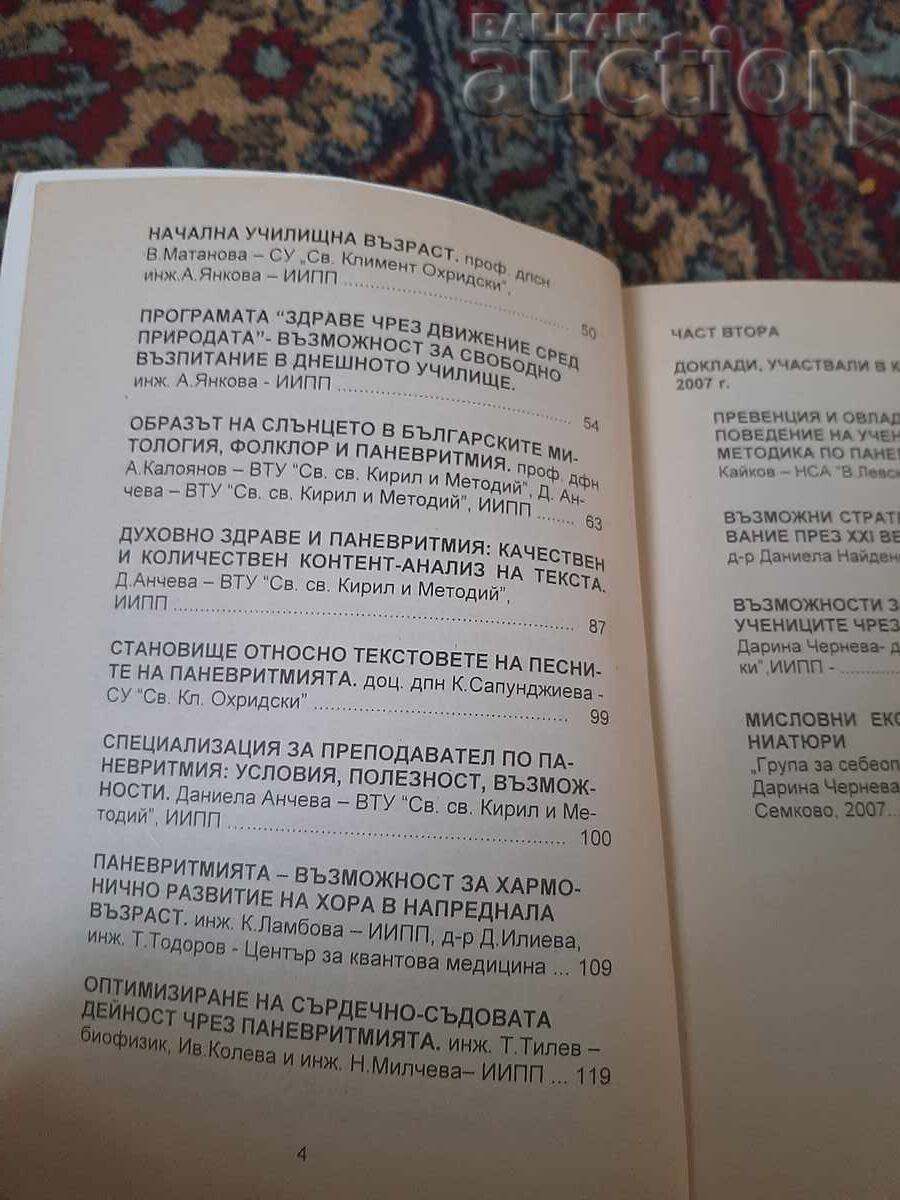 БАЛКАН
auction
НАЧАЛНА УЧИЛИЩНА ВЪЗРАСТ. проф. дпсн
В.Матанова – СУ „Св. Климент Охридски",
инж.А.Янкова – ИИПП ........ 50
ПРОГРАМАТА "ЗДРАВЕ ЧРЕЗ ДВИЖЕНИЕ СРЕД
ПРИРОДАТА"- ВЪЗМОЖНОСТ ЗА СВОБОДНО
ВЪЗПИТАНИЕ В ДНЕШНОТО УЧИЛИЩЕ.
инж. А.Янкова - ИИПП ........ 54
ОБРАЗЪТ НА СЛЪНЦЕТО В БЪЛГАРСКИТЕ МИ-
ТОЛОГИЯ, ФОЛКЛОР И ПАНЕВРИТМИЯ. проф. дфн
А.Калоянов – ВТУ "Св. св. Кирил и Методий", Д. Ан-
чева – ВТУ "Св. св. Кирил и Методий", ИИПП ........ 63
ДУХОВНО ЗДРАВЕ И ПАНЕВРИТМИЯ: КАЧЕСТВЕН
И КОЛИЧЕСТВЕН КОНТЕНТ-АНАЛИЗ НА ТЕКСТА.
Д.Анчева – ВТУ "Св. св. Кирил и Методий",
ИИПП ........ 87
СТАНОВИЩЕ ОТНОСНО ТЕКСТОВЕТЕ НА ПЕСНИ-
ТЕ НА ПАНЕВРИТМИЯТА. доц. дпн К.Сапунджиева -
СУ "Св. Кл. Охридски" ........ 99
СПЕЦИАЛИЗАЦИЯ ЗА ПРЕПОДАВАТЕЛ ПО ПА-
НЕВРИТМИЯ: УСЛОВИЯ, ПОЛЕЗНОСТ, ВЪЗМОЖ-
НОСТИ. Даниела Анчева – ВТУ "Св. св. Кирил и Ме-
тодий", ИИПП ........ 100
ПАНЕВРИТМИЯТА – ВЪЗМОЖНОСТ ЗА ХАРМО-
НИЧНО РАЗВИТИЕ НА ХОРА В НАПРЕДНАЛА
ВЪЗРАСТ. инж. К.Ламбова – ИИПП, д-р Д.Илиева,
инж. Т.Тодоров - Център за квантова медицина ... 109
ОПТИМИЗИРАНЕ НА СЪРДЕЧНО-СЪДОВАТА
ДЕЙНОСТ ЧРЕЗ ПАНЕВРИТМИЯТА. инж. Т.Тилев –
биофизик, Ив.Колева и инж. Н.Милчева– ИИПП ... 119
4
ЧАСТ ВТОРА
ДОКЛАДИ, УЧАСТВАЛИ В К
2007 г.
ПРЕВЕНЦИЯ И ОВЛАД
ПОВЕДЕНИЕ НА УЧЕН
МЕТОДИКА ПО ПАНЕ
Кайков – НСА "В.Левск
ВЪЗМОЖНИ СТРАТЕ
ВАНИЕ ПРЕЗ XXI ВЕ
д-р Даниела Найден
ВЪЗМОЖНОСТИ З
УЧЕНИЦИТЕ ЧРЕЗ
Дарина Чернева-
ки",ИИПП - ........
МИСЛОВНИ ЕКС
НИАТЮРИ
„Група за себеоп
Дарина Чернева
Семково, 2007...